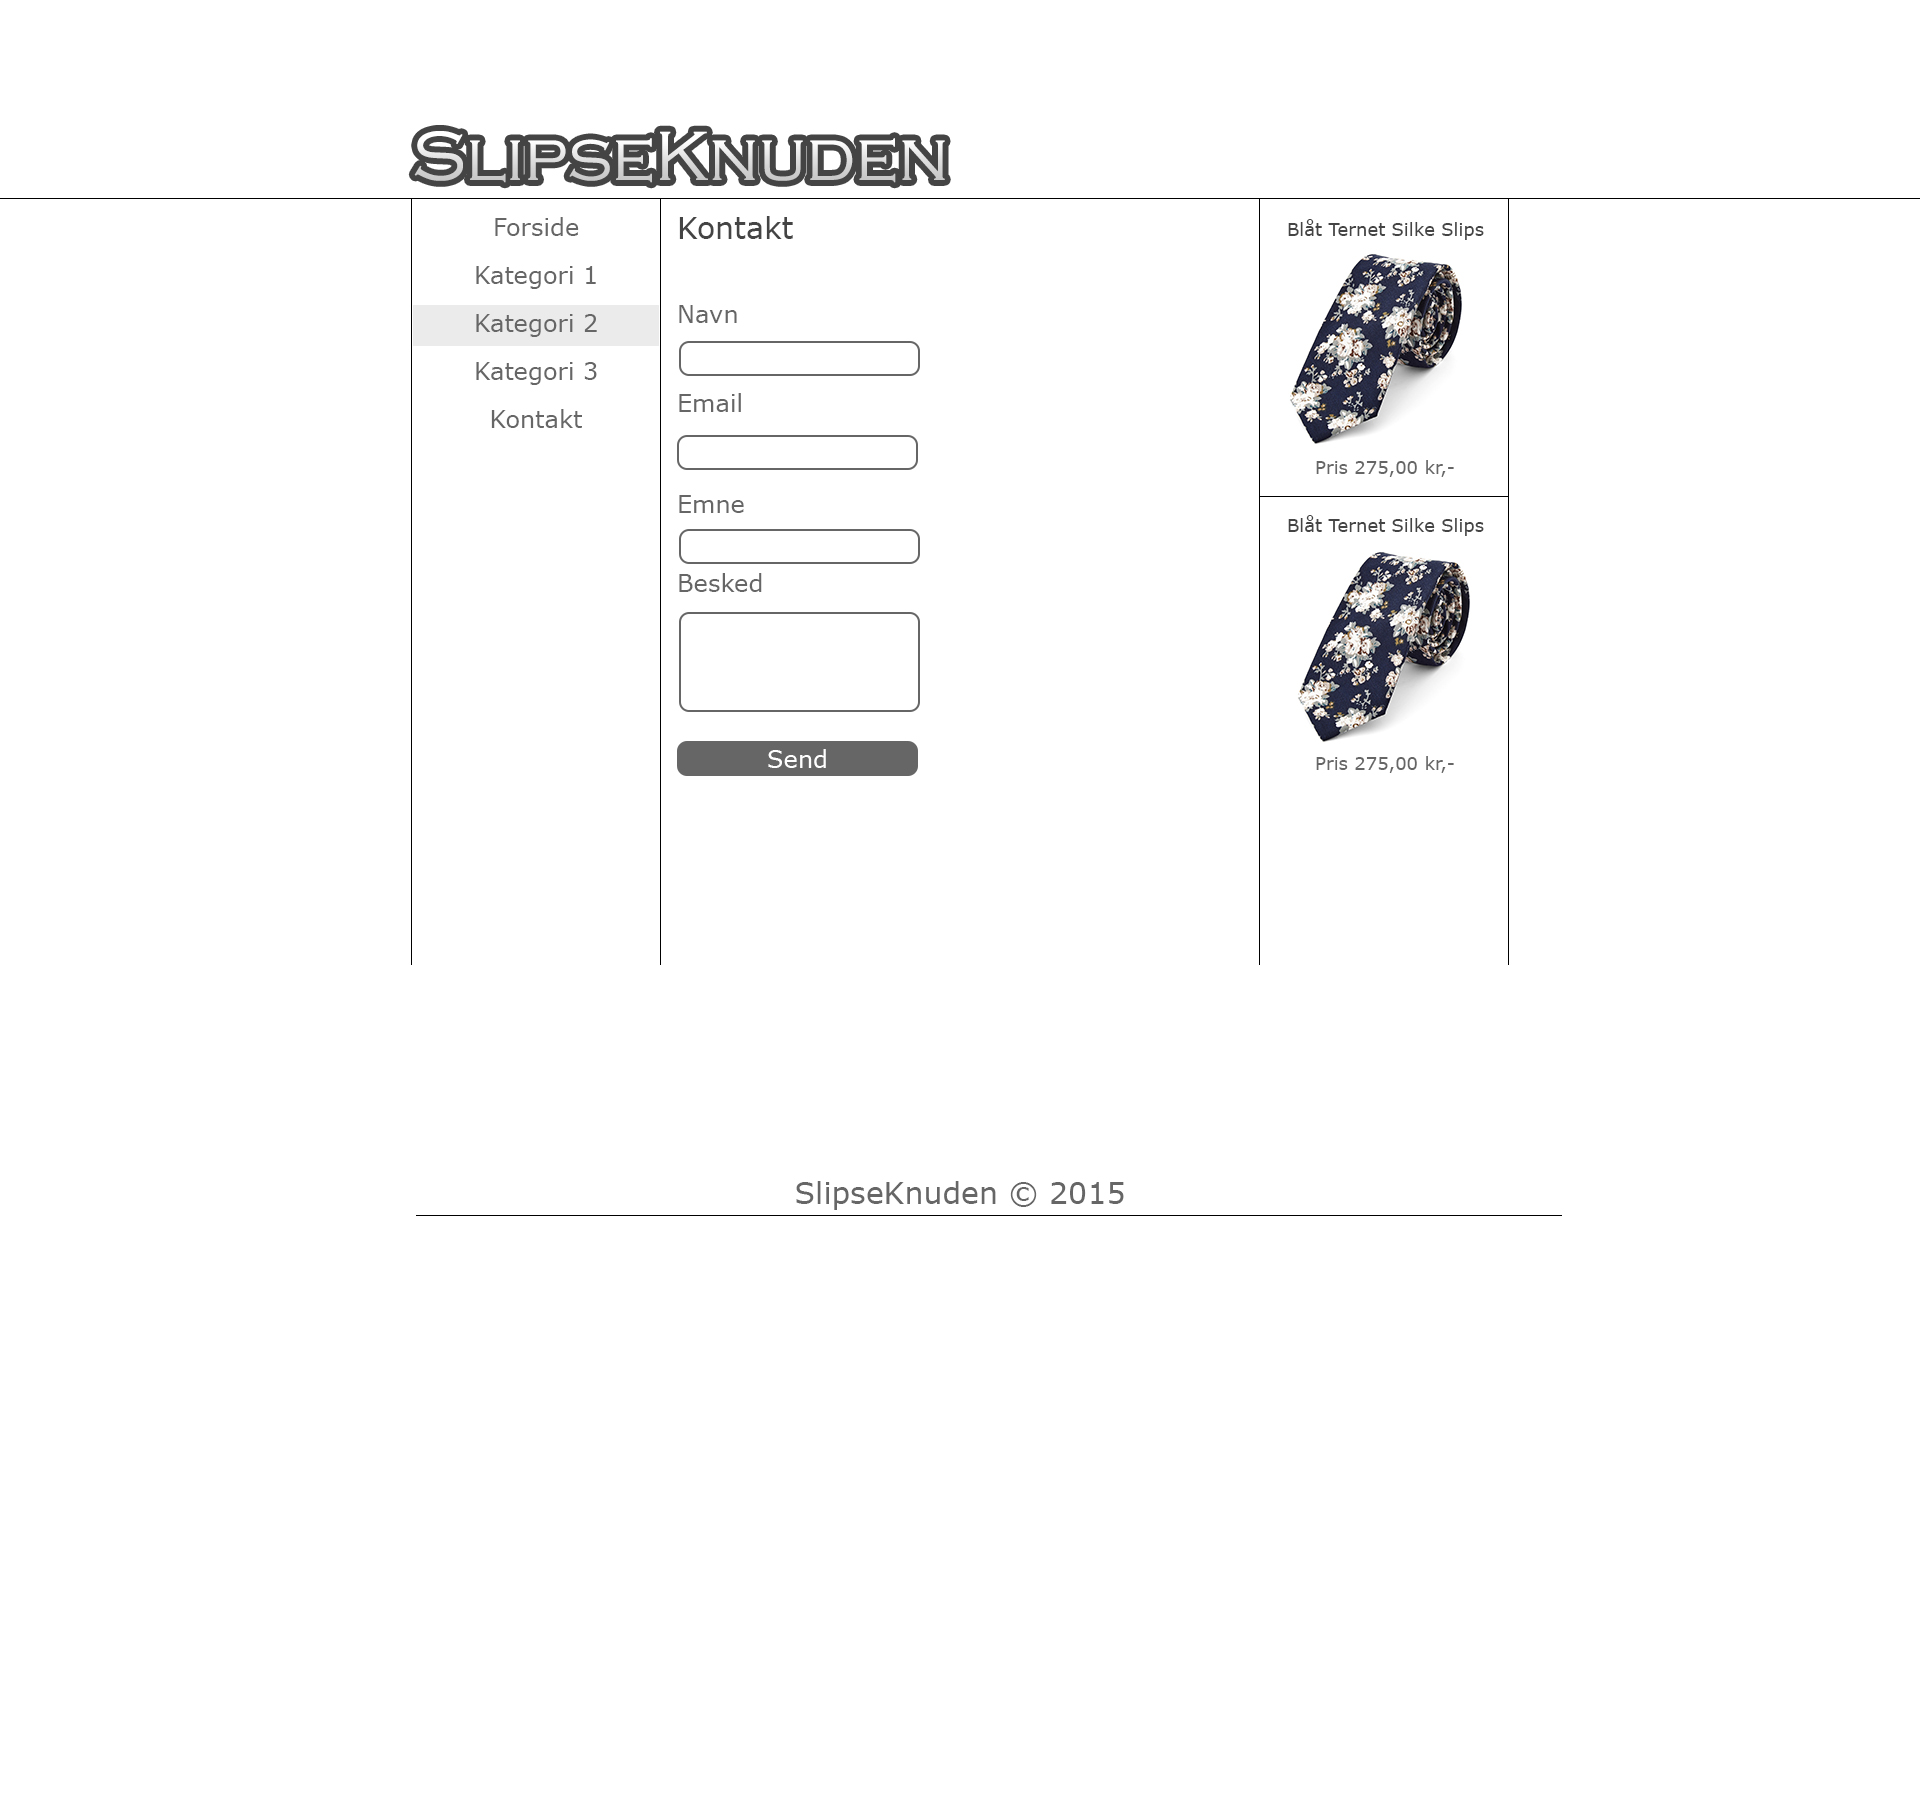 SlipseKnuden
Forside
Kategori 1
Kategori 2
Kategori 3
Kontakt
Kontakt
Navn
Email
Emne
Besked
Send
Blåt Ternet Silke Slips
Pris 275,00 kr,-
Blåt Ternet Silke Slips
Pris 275,00 kr,-
SlipseKnuden © 2015